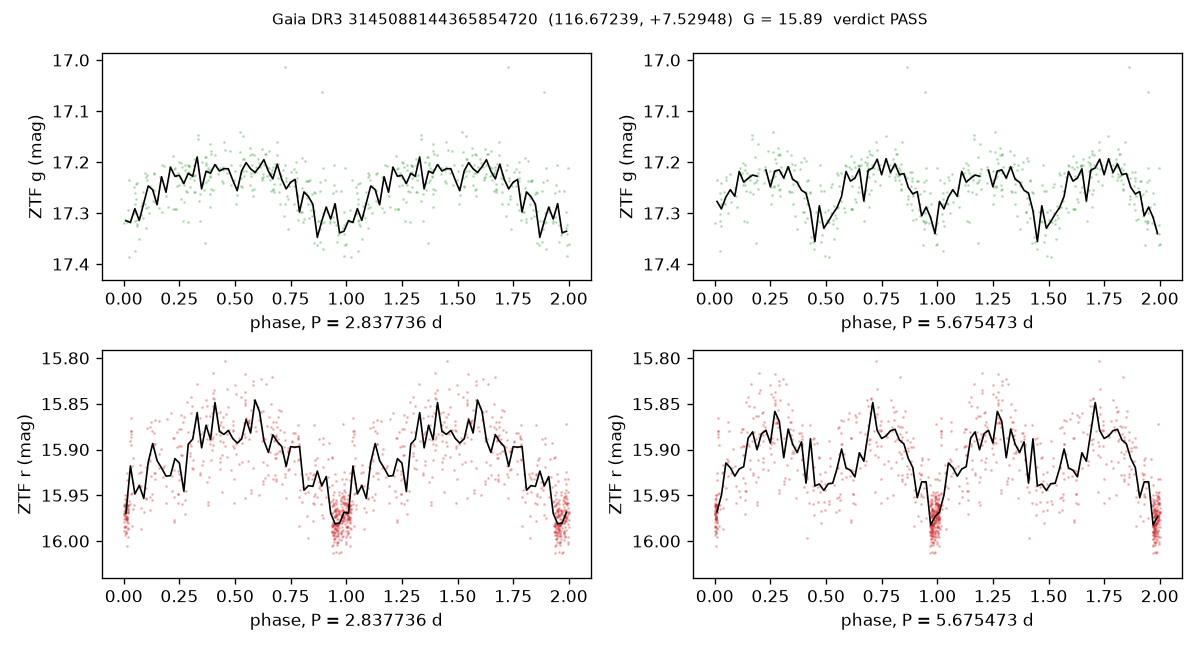 Gaia DR3 3145088144365854720  (116.67239, +7.52948)  G = 15.89  verdict PASS
ZTF g (mag)
17.0
17.1
17.2
17.3
17.4
0.00 0.25 0.50 0.75 1.00 1.25 1.50 1.75 2.00
phase, P = 2.837736 d
ZTF g (mag)
17.0
17.1
17.2
17.3
17.4
0.00 0.25 0.50 0.75 1.00 1.25 1.50 1.75 2.00
phase, P = 5.675473 d
ZTF r (mag)
15.80
15.85
15.90
15.95
16.00
0.00 0.25 0.50 0.75 1.00 1.25 1.50 1.75 2.00
phase, P = 2.837736 d
ZTF r (mag)
15.80
15.85
15.90
15.95
16.00
0.00 0.25 0.50 0.75 1.00 1.25 1.50 1.75 2.00
phase, P = 5.675473 d